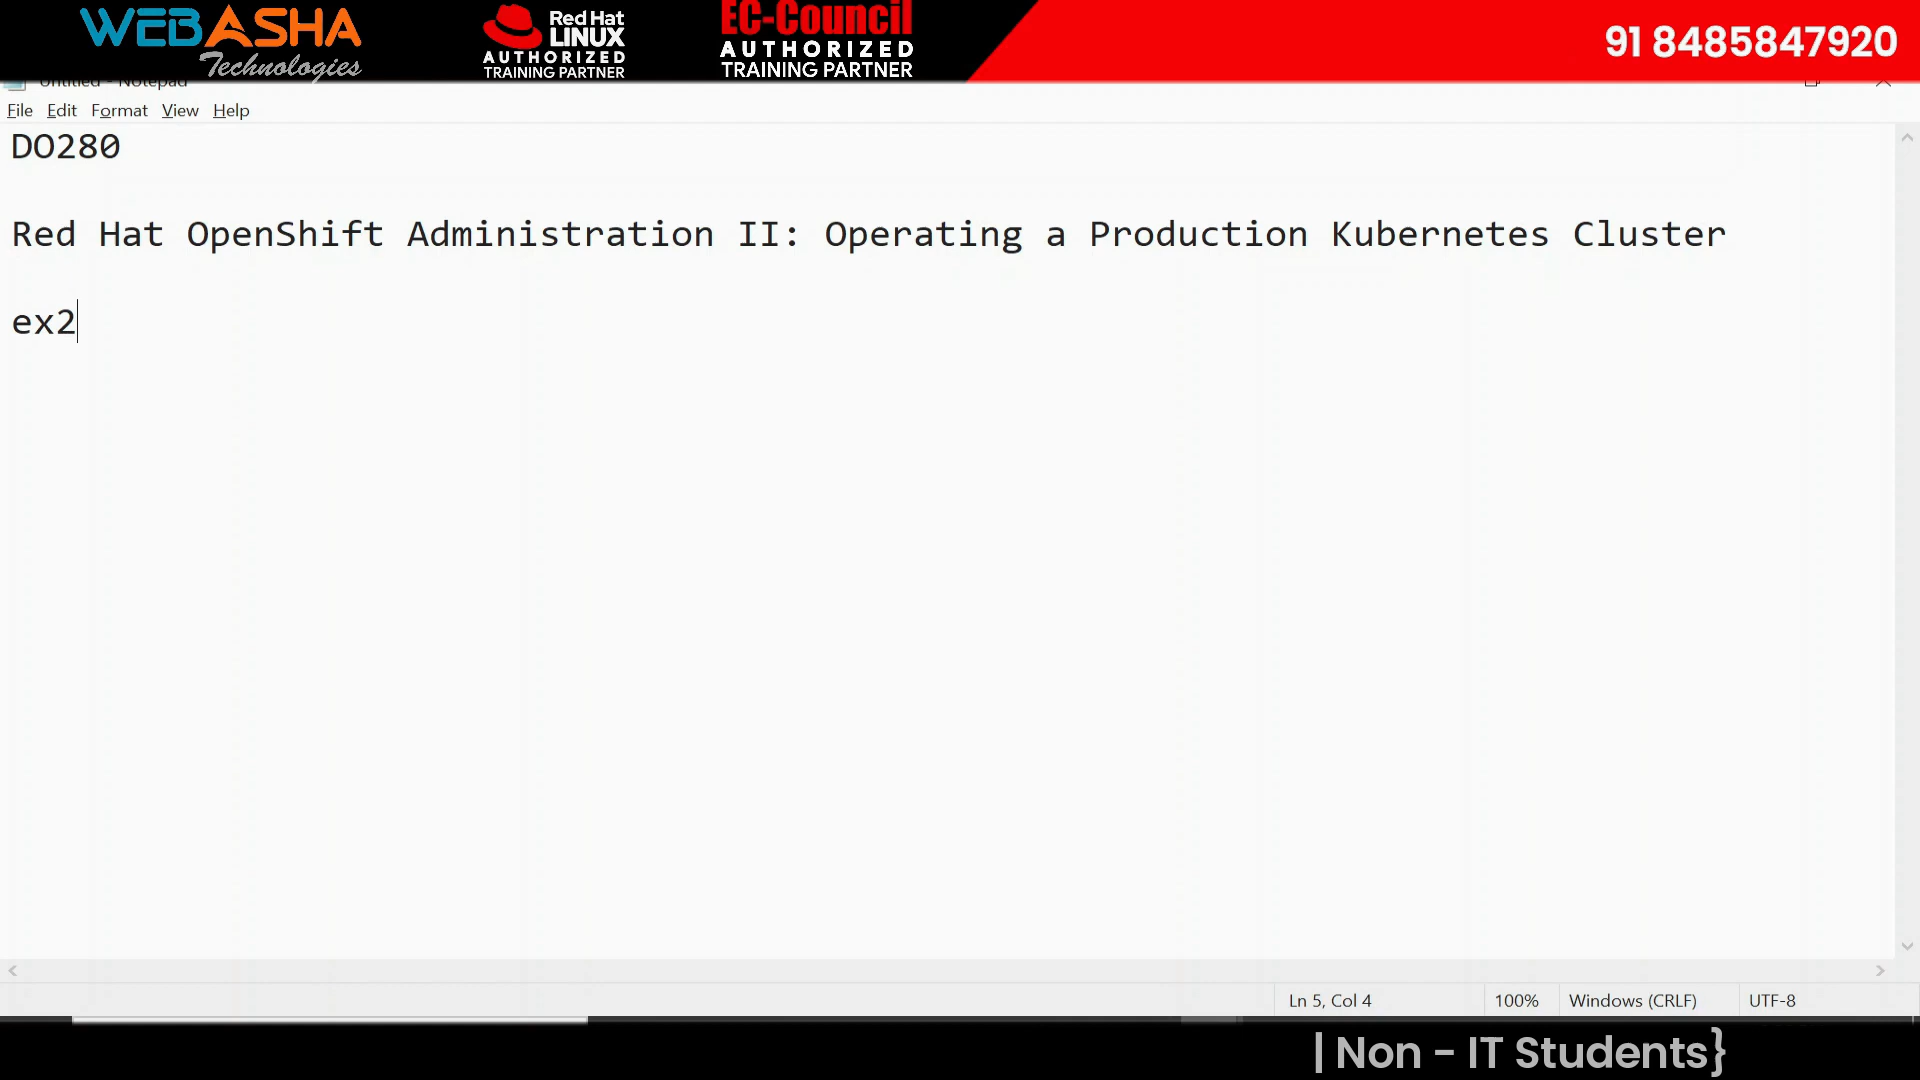 WEBASHA
Technologies
Red Hat
LINUX
AUTHORIZED
TRAINING PARTNER
EC-Council
AUTHORIZED
TRAINING PARTNER
91 8485847920
Untitled - Notepad
File Edit Format View Help
DO280
Red Hat OpenShift Administration II: Operating a Production Kubernetes Cluster
ex2
Ln 5, Col 4 100% Windows (CRLF) UTF-8
| Non - IT Students}